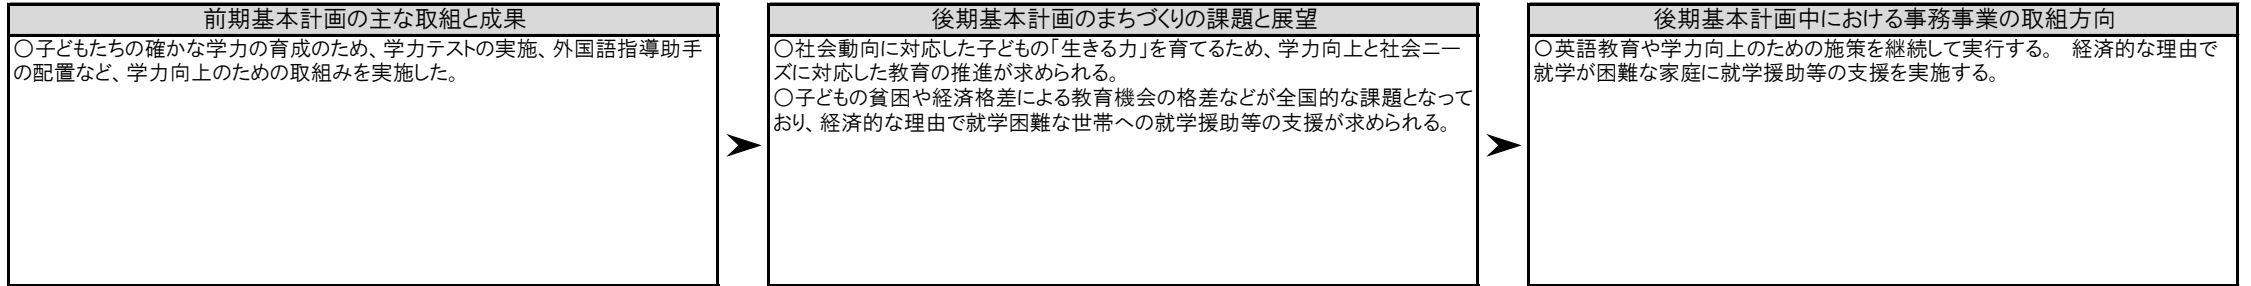 前期基本計画の主な取組と成果
○子どもたちの確かな学力の育成のため、学力テストの実施、外国語指導助手
の配置など、学力向上のための取組みを実施した。
後期基本計画のまちづくりの課題と展望
○社会動向に対応した子どもの「生きる力」を育てるため、学力向上と社会ニー
ズに対応した教育の推進が求められる。
○子どもの貧困や経済格差による教育機会の格差などが全国的な課題となって
おり、経済的な理由で就学困難な世帯への就学援助等の支援が求められる。
後期基本計画中における事務事業の取組方向
○英語教育や学力向上のための施策を継続して実行する。　経済的な理由で
就学が困難な家庭に就学援助等の支援を実施する。